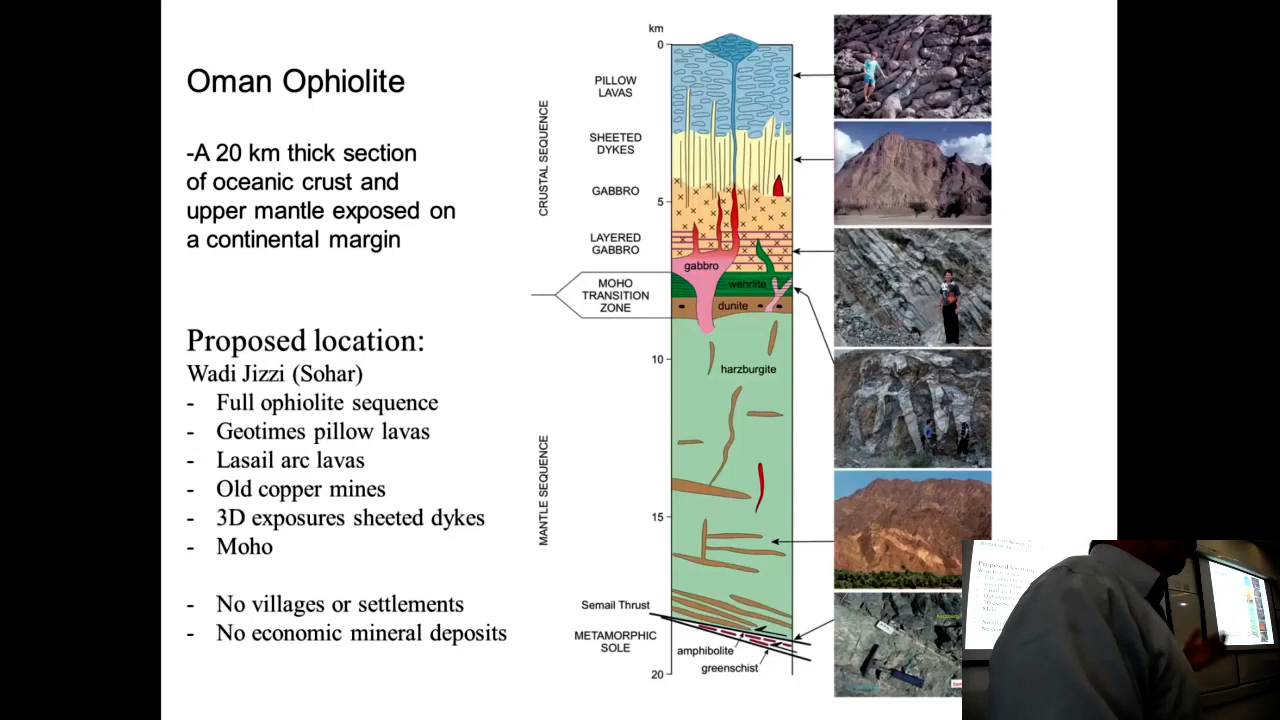 Oman Ophiolite
-A 20 km thick section
of oceanic crust and
upper mantle exposed on
a continental margin
Proposed location:
Wadi Jizzi (Sohar)
- Full ophiolite sequence
- Geotimes pillow lavas
- Lasail arc lavas
- Old copper mines
- 3D exposures sheeted dykes
- Moho
- No villages or settlements
- No economic mineral deposits
km
0
5
10
15
20
CRUSTAL SEQUENCE
MANTLE SEQUENCE
PILLOW
LAVAS
SHEETED
DYKES
GABBRO
LAYERED
GABBRO
MOHO
TRANSITION
ZONE
gabbro
wehrlite
dunite
harzburgite
Semail Thrust
METAMORPHIC
SOLE
amphibolite
greenschist
Proposed location